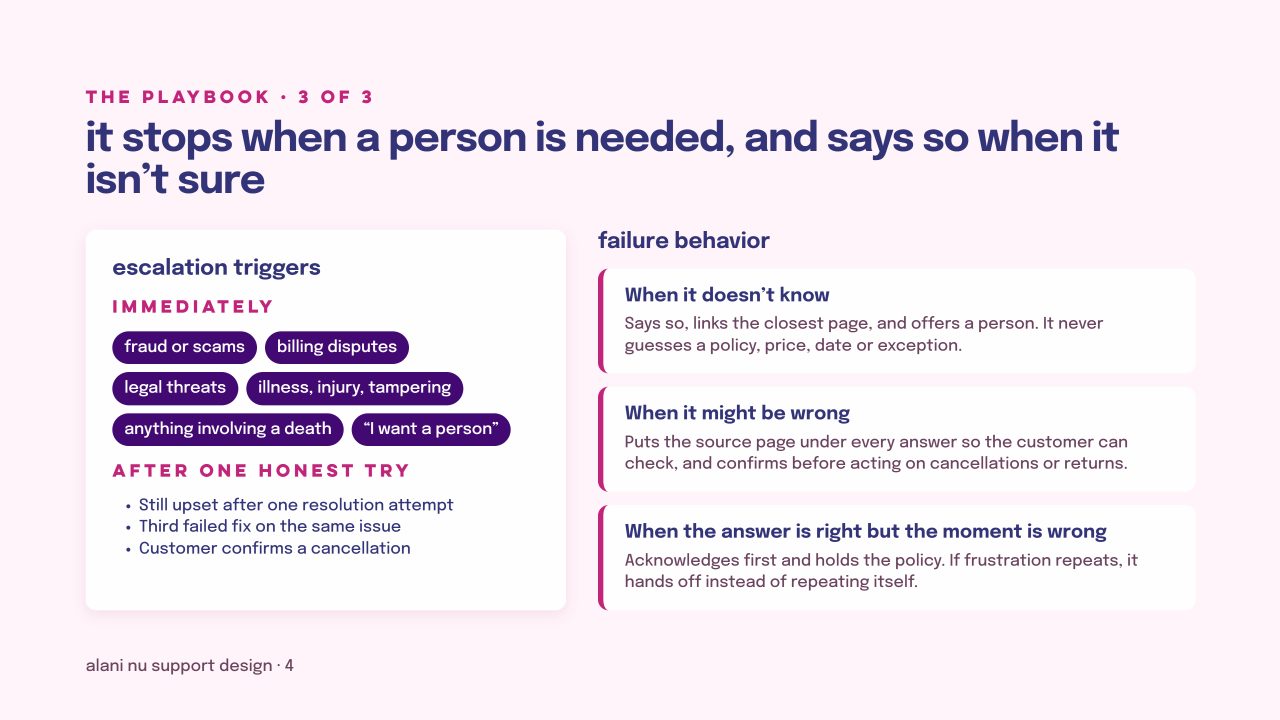 THE PLAYBOOK · 3 OF 3
it stops when a person is needed, and says so when it
isn’t sure
escalation triggers
IMMEDIATELY
fraud or scams
billing disputes
legal threats
illness, injury, tampering
anything involving a death
“I want a person”
AFTER ONE HONEST TRY
• Still upset after one resolution attempt
• Third failed fix on the same issue
• Customer confirms a cancellation
failure behavior
When it doesn’t know
Says so, links the closest page, and offers a person. It never
guesses a policy, price, date or exception.
When it might be wrong
Puts the source page under every answer so the customer can
check, and confirms before acting on cancellations or returns.
When the answer is right but the moment is wrong
Acknowledges first and holds the policy. If frustration repeats, it
hands off instead of repeating itself.
alani nu support design · 4